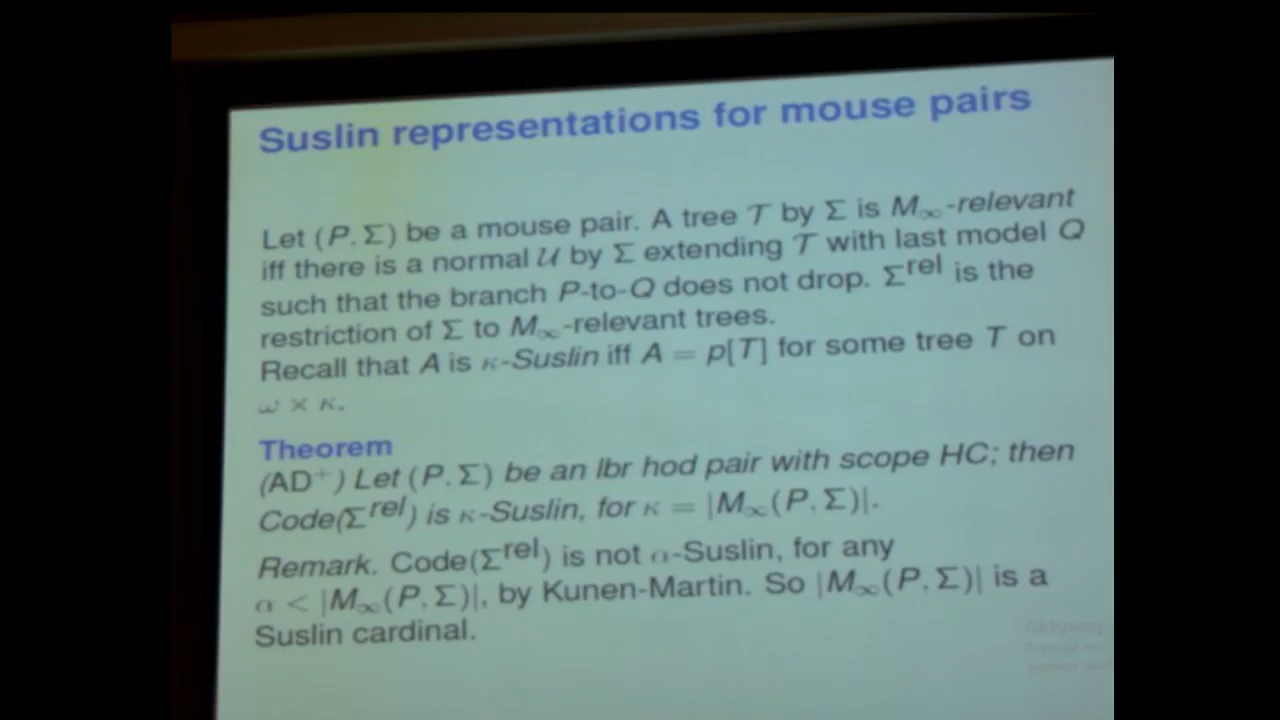 Suslin representations for mouse pairs
Let (P, Σ) be a mouse pair. A tree 𝒯 by Σ is M∞-relevant
iff there is a normal 𝒰 by Σ extending 𝒯 with last model Q
such that the branch P-to-Q does not drop. Σ^rel is the
restriction of Σ to M∞-relevant trees.
Recall that A is κ-Suslin iff A = p[T] for some tree T on
ω × κ.
Theorem
(AD⁺) Let (P, Σ) be an lbr hod pair with scope HC; then
Code(Σ^rel) is κ-Suslin, for κ = |M∞(P, Σ)|.
Remark. Code(Σ^rel) is not α-Suslin, for any
α < |M∞(P, Σ)|, by Kunen-Martin. So |M∞(P, Σ)| is a
Suslin cardinal.
Aktywuj